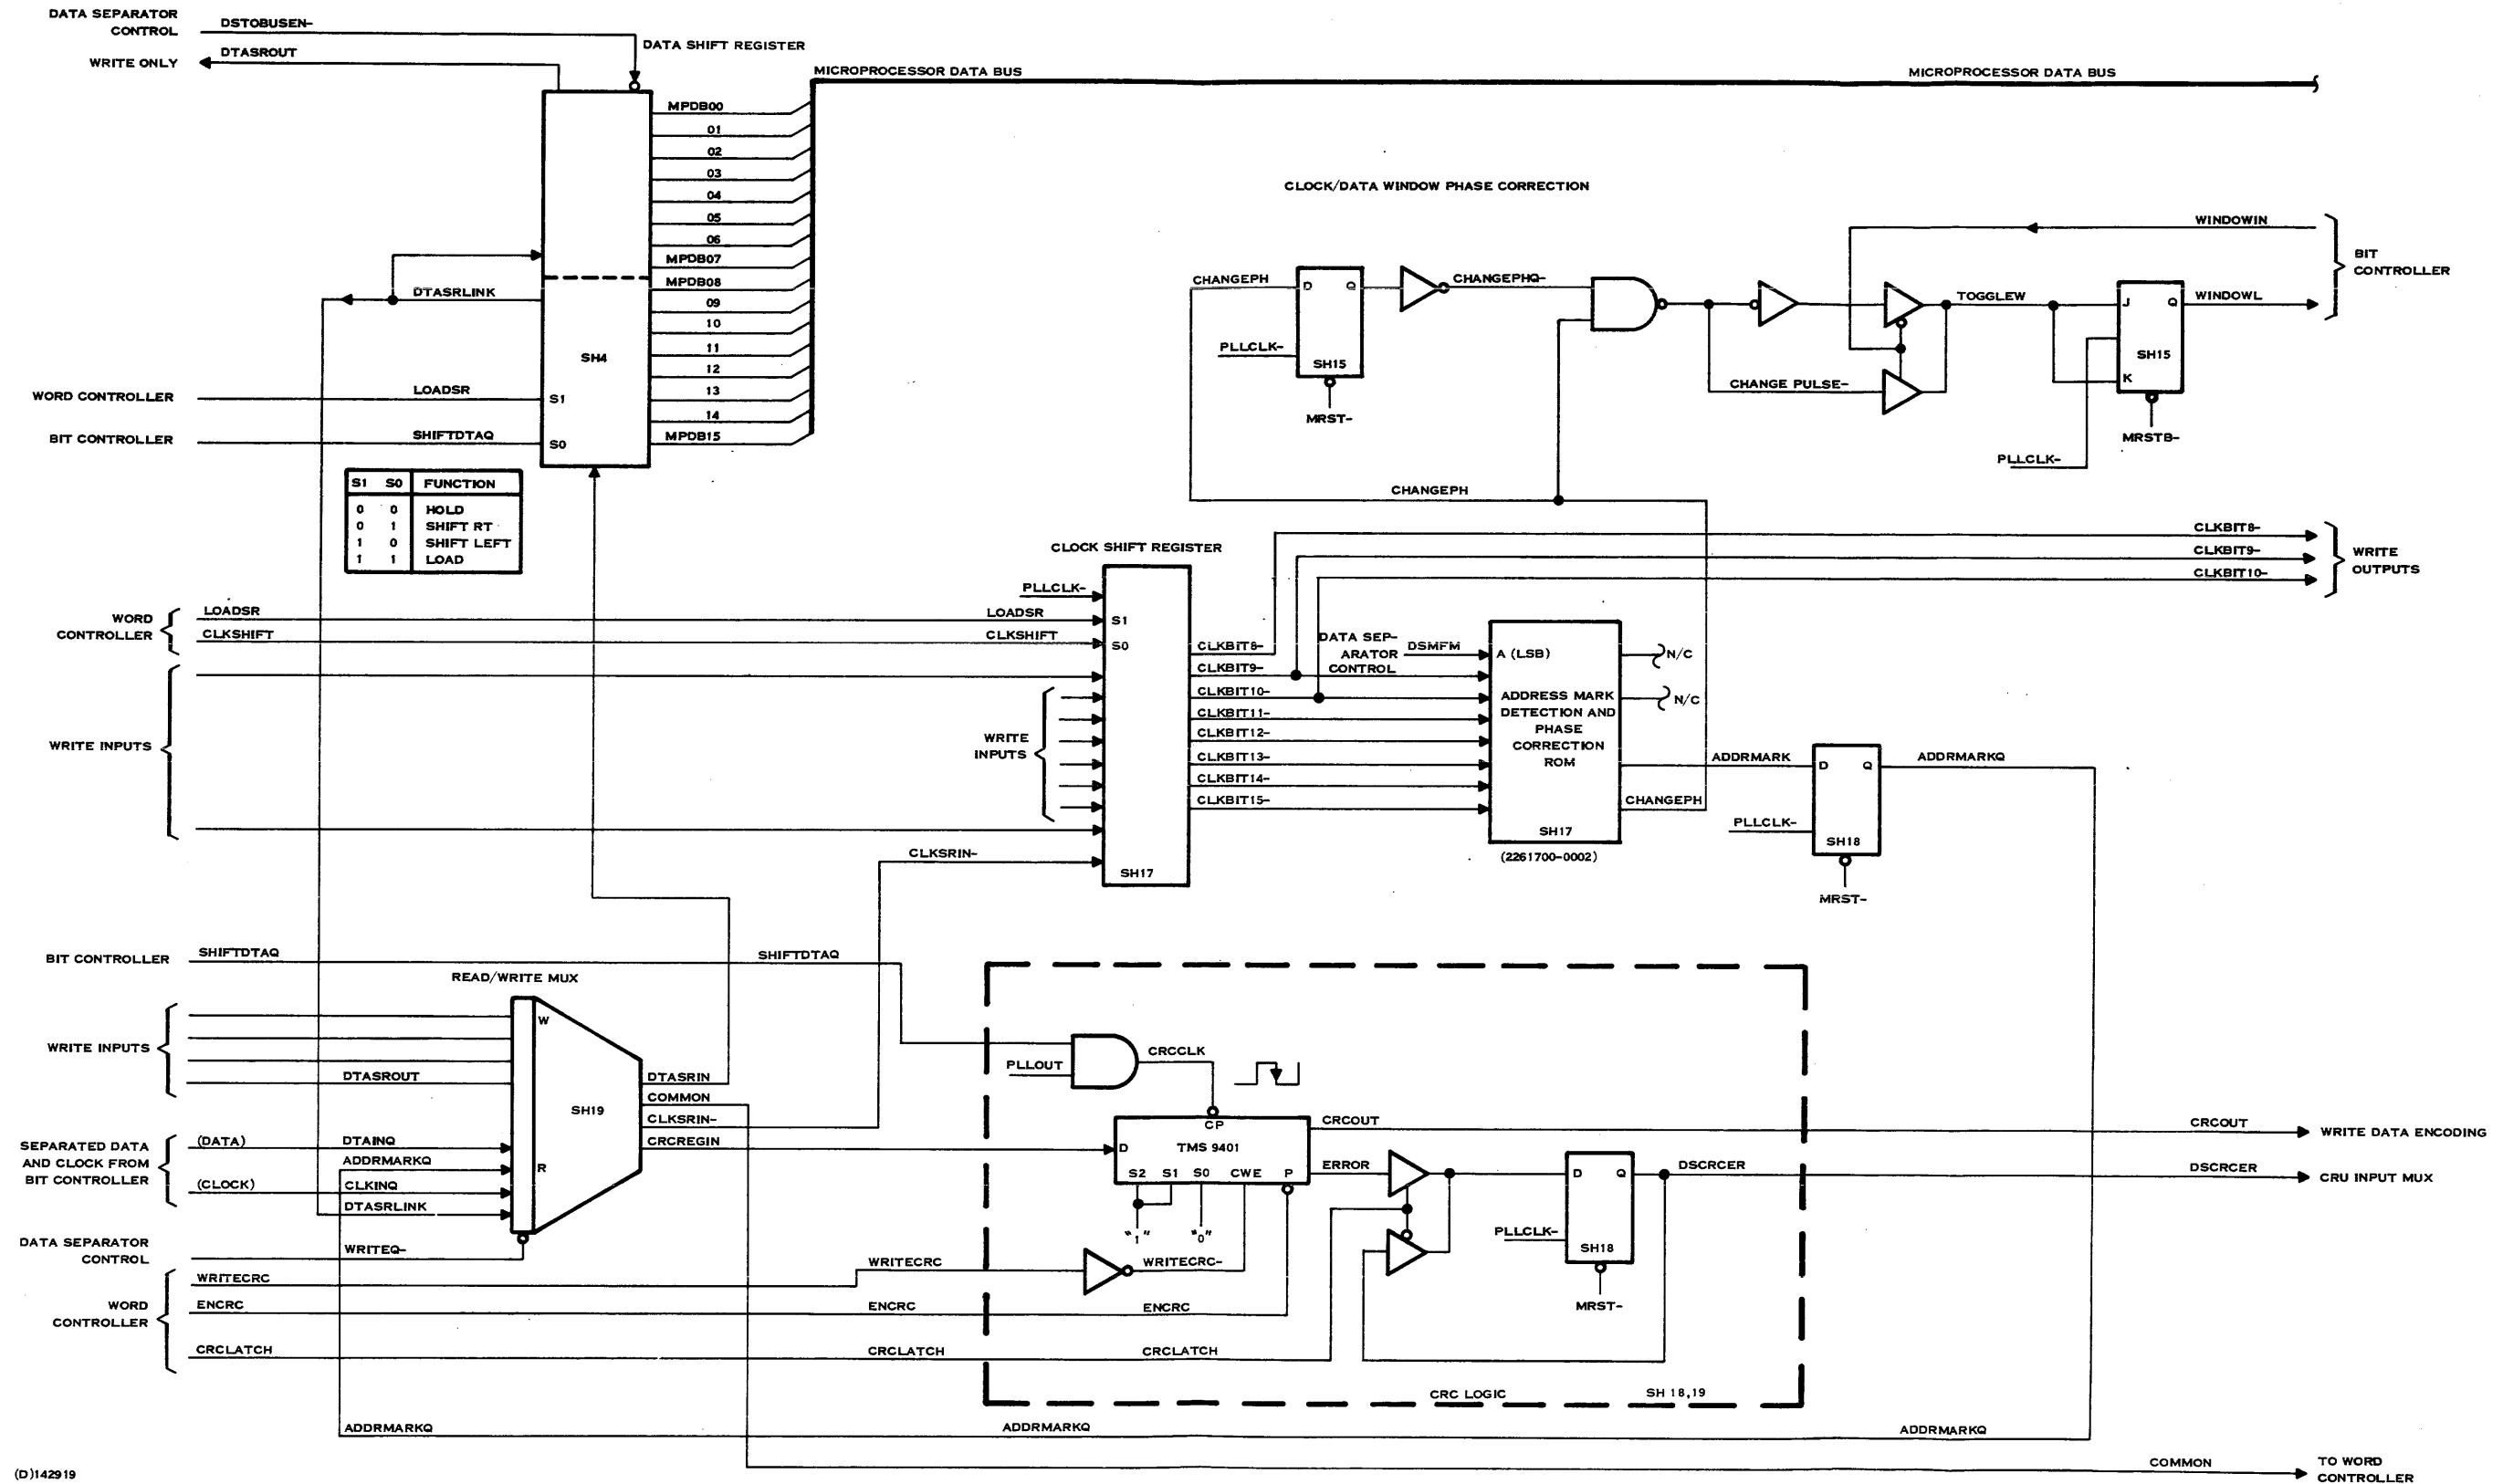 DATA SEPARATOR
CONTROL
DSTOBUSEN-
WRITE ONLY
DTASROUT
DATA SHIFT REGISTER
MICROPROCESSOR DATA BUS
MICROPROCESSOR DATA BUS
MPDB00
01
02
03
04
05
06
MPDB07
MPDB08
09
10
11
12
13
14
MPDB15
DTASRLINK
SH4
WORD CONTROLLER
LOADSR
S1
BIT CONTROLLER
SHIFTDTAQ
S0
S1 S0 FUNCTION
0 0 HOLD
0 1 SHIFT RT
1 0 SHIFT LEFT
1 1 LOAD
CLOCK/DATA WINDOW PHASE CORRECTION
WINDOWIN
BIT
CONTROLLER
CHANGEPH
D Q
CHANGEPHQ-
TOGGLEW
J Q
WINDOWL
PLLCLK-
SH15
SH15
K
CHANGE PULSE-
MRST-
MRSTB-
PLLCLK-
CHANGEPH
CLKBIT8-
CLKBIT9-
CLKBIT10-
WRITE
OUTPUTS
CLOCK SHIFT REGISTER
PLLCLK-
WORD
CONTROLLER
LOADSR
LOADSR
S1
CLKSHIFT
CLKSHIFT
S0
CLKBIT8-
CLKBIT9-
CLKBIT10-
CLKBIT11-
CLKBIT12-
CLKBIT13-
CLKBIT14-
CLKBIT15-
DATA SEP-
ARATOR
CONTROL
DSMFM
A (LSB)
N/C
N/C
ADDRESS MARK
DETECTION AND
PHASE
CORRECTION
ROM
WRITE INPUTS
WRITE
INPUTS
ADDRMARK
D Q
ADDRMARKQ
CHANGEPH
PLLCLK-
SH17
SH18
(2261700-0002)
CLKSRIN-
SH17
MRST-
BIT CONTROLLER
SHIFTDTAQ
SHIFTDTAQ
READ/WRITE MUX
WRITE INPUTS
W
DTASROUT
SH19
DTASRIN
COMMON
CLKSRIN-
CRCREGIN
SEPARATED DATA
AND CLOCK FROM
BIT CONTROLLER
(DATA)
DTAINQ
ADDRMARKQ
R
(CLOCK)
CLKINQ
DTASRLINK
DATA SEPARATOR
CONTROL
WRITEQ-
PLLOUT
CRCCLK
CP
D
TMS 9401
S2 S1 S0 CWE P
"1"
"0"
CRCOUT
CRCOUT
WRITE DATA ENCODING
ERROR
D Q
DSCRCER
DSCRCER
CRU INPUT MUX
PLLCLK-
SH18
MRST-
WORD
CONTROLLER
WRITECRC
WRITECRC
WRITECRC-
ENCRC
ENCRC
ENCRC
CRCLATCH
CRCLATCH
CRCLATCH
CRC LOGIC
SH 18,19
ADDRMARKQ
ADDRMARKQ
ADDRMARKQ
COMMON
TO WORD
CONTROLLER
(D)142919